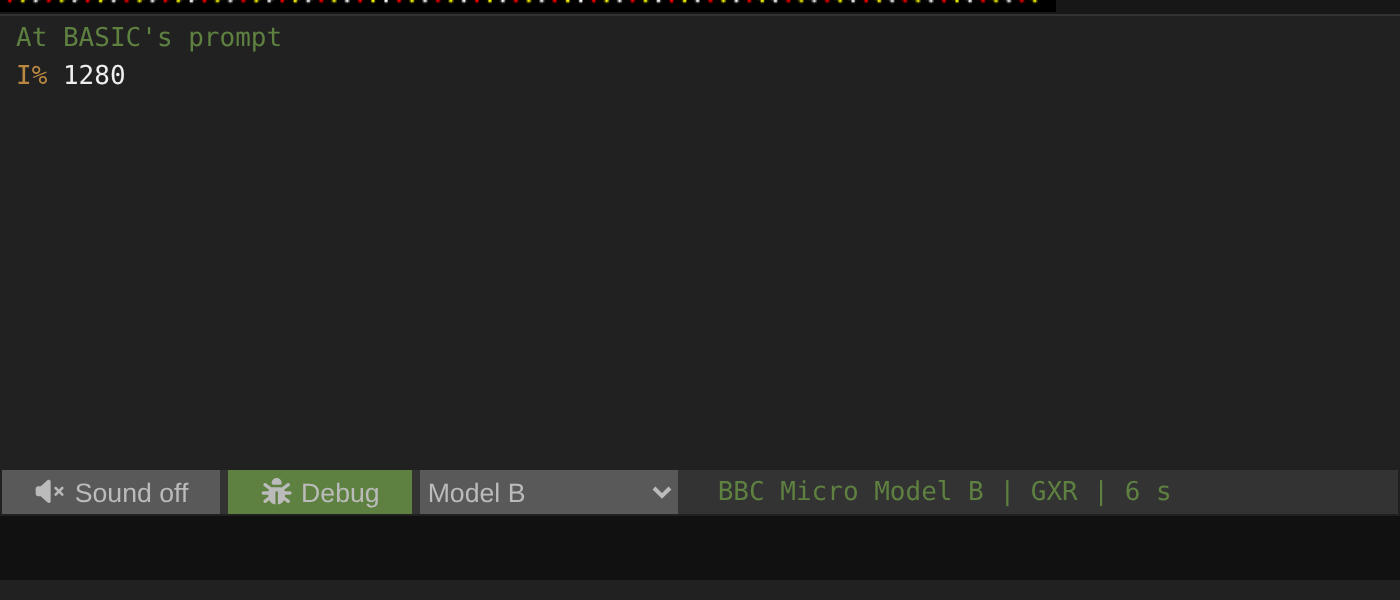 At BASIC's prompt
I% 1280
Sound off Debug Model B BBC Micro Model B | GXR | 6 s